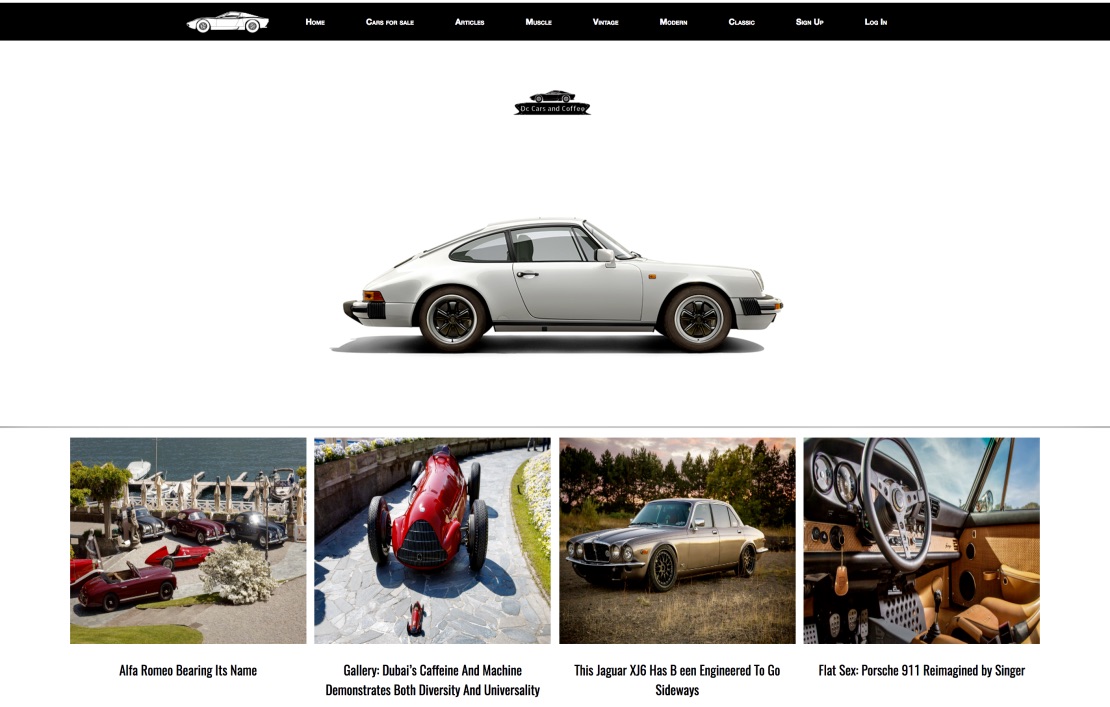 Home Cars for sale Articles Muscle Vintage Modern Classic Sign Up Log In
Dc Cars and Coffee
Alfa Romeo Bearing Its Name
Gallery: Dubai’s Caffeine And Machine
Demonstrates Both Diversity And Universality
This Jaguar XJ6 Has B een Engineered To Go
Sideways
Flat Sex: Porsche 911 Reimagined by Singer